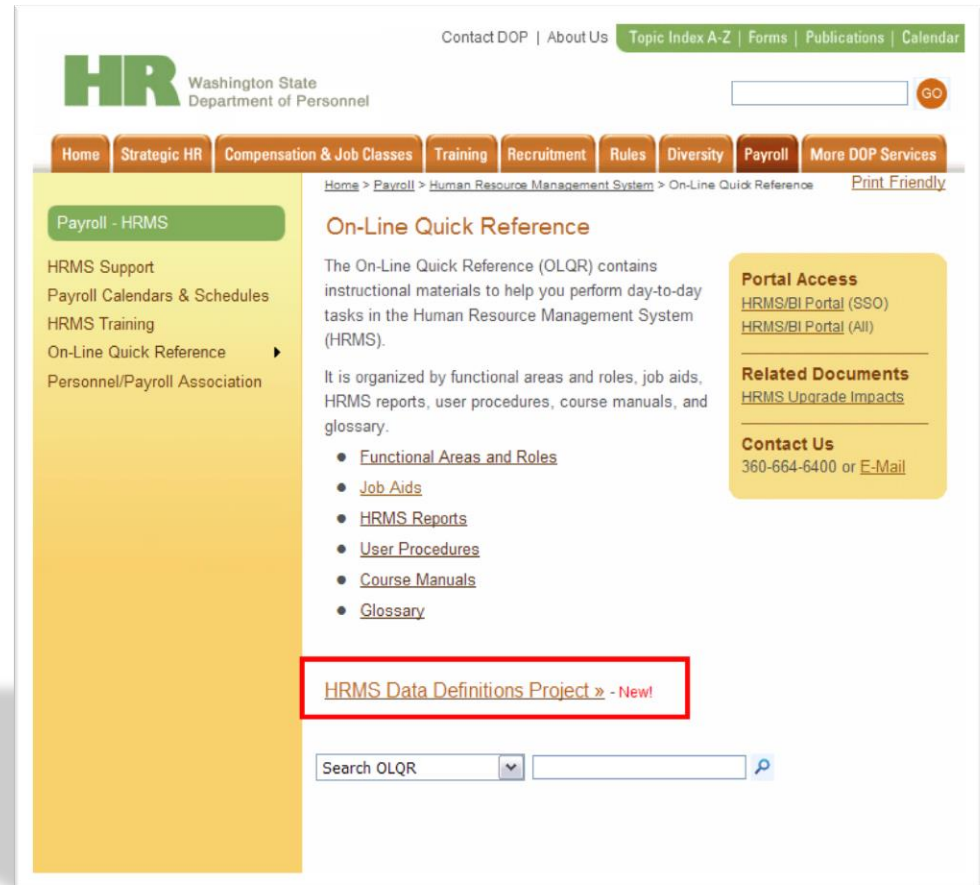 Contact DOP | About Us Topic Index A-Z | Forms | Publications | Calendar
HR Washington State
Department of Personnel
GO
Home Strategic HR Compensation & Job Classes Training Recruitment Rules Diversity Payroll More DOP Services
Home > Payroll > Human Resource Management System > On-Line Quick Reference Print Friendly
Payroll - HRMS
HRMS Support
Payroll Calendars & Schedules
HRMS Training
On-Line Quick Reference
Personnel/Payroll Association
On-Line Quick Reference
The On-Line Quick Reference (OLQR) contains
instructional materials to help you perform day-to-day
tasks in the Human Resource Management System
(HRMS).
It is organized by functional areas and roles, job aids,
HRMS reports, user procedures, course manuals, and
glossary.
• Functional Areas and Roles
• Job Aids
• HRMS Reports
• User Procedures
• Course Manuals
• Glossary
HRMS Data Definitions Project » - New!
Search OLQR
Portal Access
HRMS/BI Portal (SSO)
HRMS/BI Portal (All)
Related Documents
HRMS Upgrade Impacts
Contact Us
360-664-6400 or E-Mail